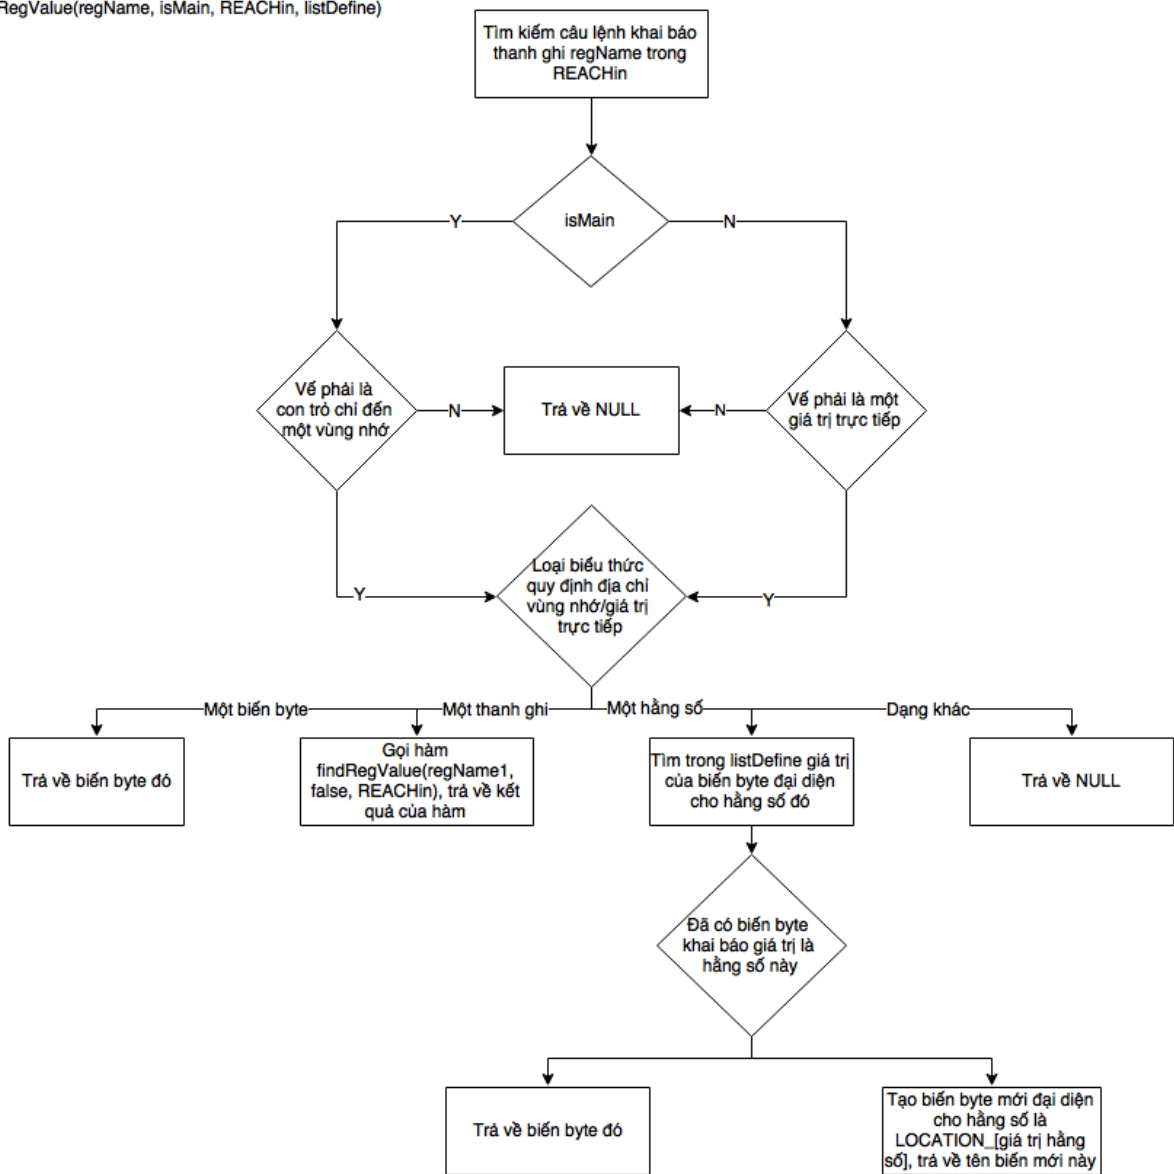 RegValue(regName, isMain, REACHin, listDefine)
Tìm kiếm câu lệnh khai báo
thanh ghi regName trong
REACHin
isMain
Y
N
Vế phải là
con trỏ chỉ đến
một vùng nhớ
N
Trả về NULL
N
Vế phải là một
giá trị trực tiếp
Loại biểu thức
quy định địa chỉ
vùng nhớ/giá trị
trực tiếp
Y
Y
Một biến byte
Một thanh ghi
Một hằng số
Dạng khác
Trả về biến byte đó
Gọi hàm
findRegValue(regName1,
false, REACHin), trả về kết
quả của hàm
Tìm trong listDefine giá trị
của biến byte đại diện
cho hằng số đó
Trả về NULL
Đã có biến byte
khai báo giá trị là
hằng số này
Trả về biến byte đó
Tạo biến byte mới đại diện
cho hằng số là
LOCATION_[giá trị hằng
số], trả về tên biến mới này